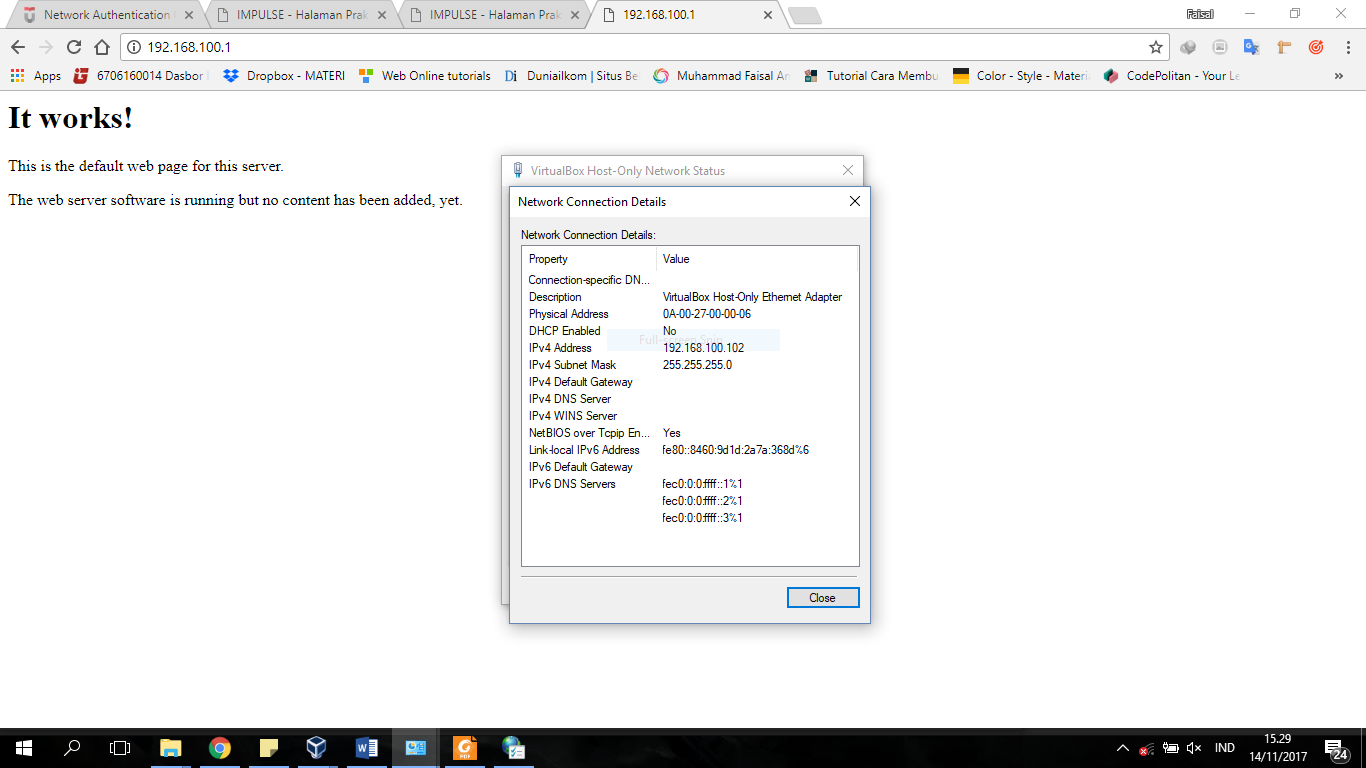 Network Authentication
IMPULSE - Halaman Prak
IMPULSE - Halaman Prak
192.168.100.1
Faisal
192.168.100.1
Apps
6706160014 Dasbor
Dropbox - MATERI
Web Online tutorials
Di
Duniailkom | Situs Be
Muhammad Faisal Am
Tutorial Cara Membu
Color - Style - Materi
CodePolitan - Your Le
»
It works!
This is the default web page for this server.
The web server software is running but no content has been added, yet.
VirtualBox Host-Only Network Status
Network Connection Details
Network Connection Details:
Property Value
Connection-specific DN...
Description VirtualBox Host-Only Ethernet Adapter
Physical Address 0A-00-27-00-00-06
DHCP Enabled No
Full-screen Snip
IPv4 Address 192.168.100.102
IPv4 Subnet Mask 255.255.255.0
IPv4 Default Gateway
IPv4 DNS Server
IPv4 WINS Server
NetBIOS over Tcpip En... Yes
Link-local IPv6 Address fe80::8460:9d1d:2a7a:368d%6
IPv6 Default Gateway
IPv6 DNS Servers fec0:0:0:ffff::1%1
fec0:0:0:ffff::2%1
fec0:0:0:ffff::3%1
Close
PDF
IND
15.29
14/11/2017
24